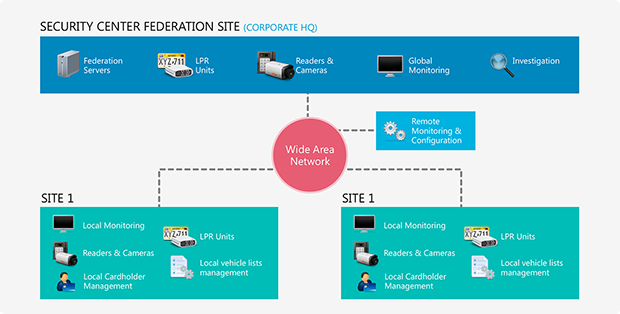 SECURITY CENTER FEDERATION SITE (CORPORATE HQ)
Federation
Servers
XYZ•711
LPR
Units
Readers &
Cameras
Global
Monitoring
Investigation
Remote
Monitoring &
Configuration
Wide Area
Network
SITE 1
Local Monitoring
Readers & Cameras
Local Cardholder
Management
XYZ•711
LPR Units
Local vehicle lists
management
SITE 1
Local Monitoring
Readers & Cameras
Local Cardholder
Management
XYZ•711
LPR Units
Local vehicle lists
management